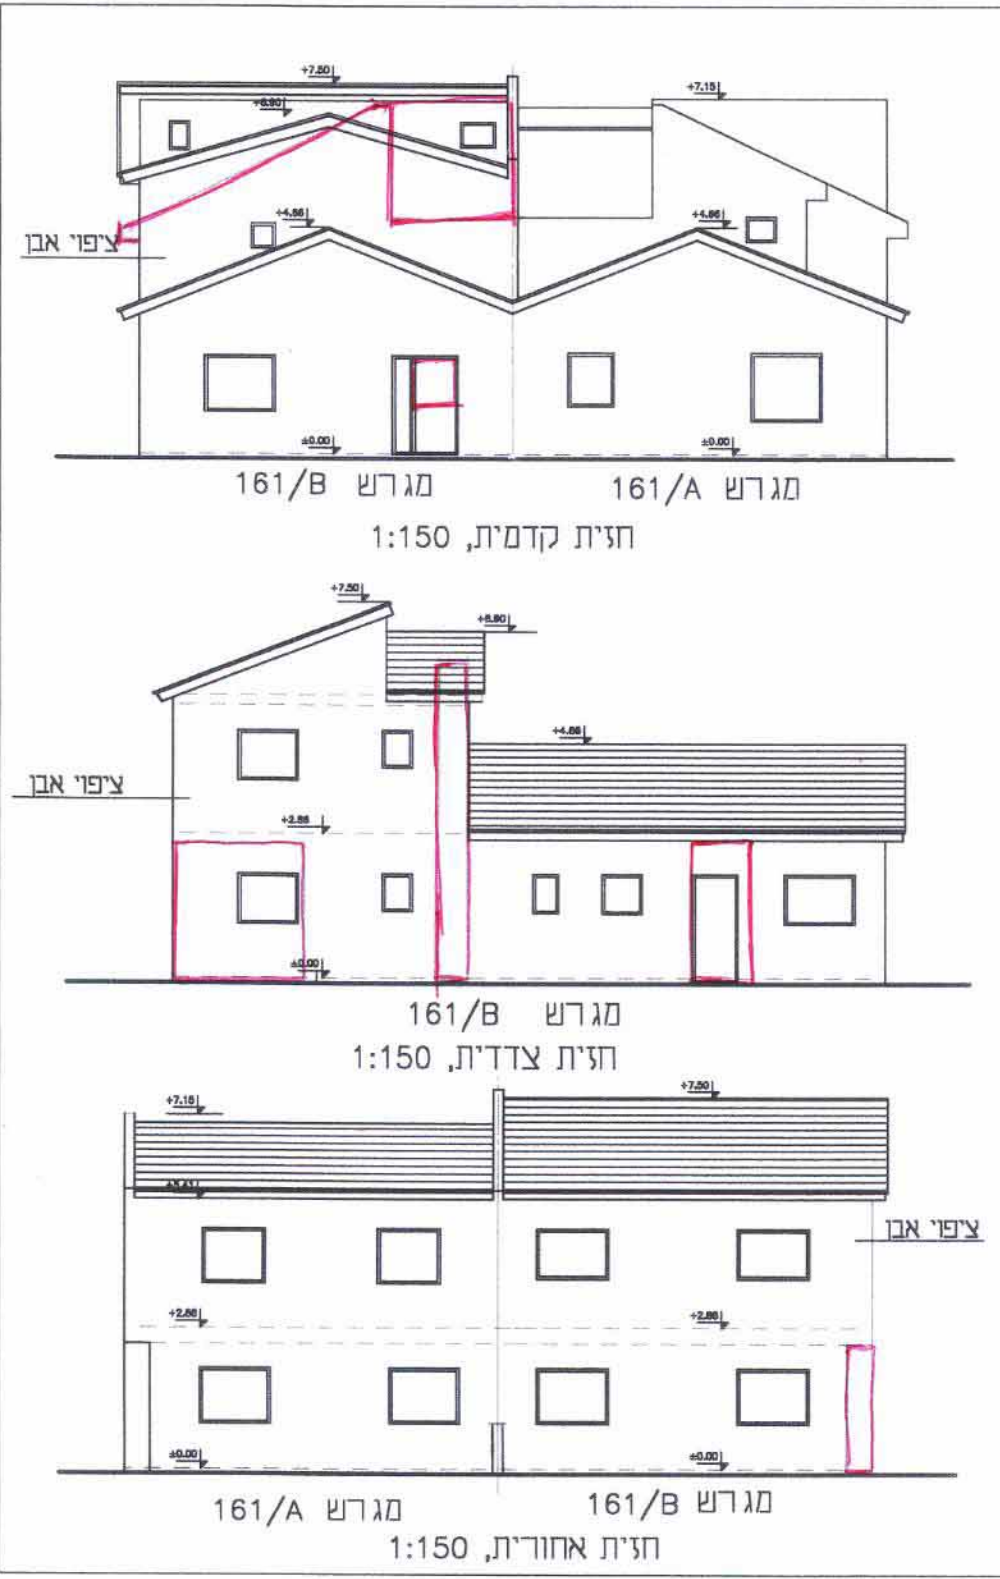 +7.50
+6.90
+7.15
+4.86
+4.86
ציפוי אבן
±0.00
±0.00
מגרש 161/B
מגרש 161/A
חזית קדמית, 1:150
+7.50
+6.90
+4.86
ציפוי אבן
+2.86
±0.00
מגרש 161/B
חזית צדדית, 1:150
+7.15
+7.50
ציפוי אבן
+2.86
+2.86
±0.00
±0.00
מגרש 161/A
מגרש 161/B
חזית אחורית, 1:150